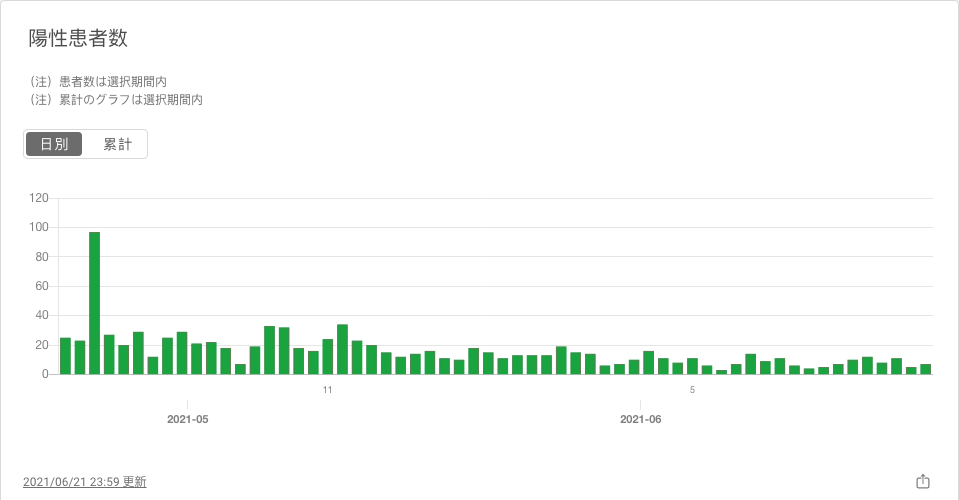 陽性患者数
（注）患者数は選択期間内
（注）累計のグラフは選択期間内
日別 累計
120
100
80
60
40
20
0
11 5
2021-05 2021-06
2021/06/21 23:59 更新